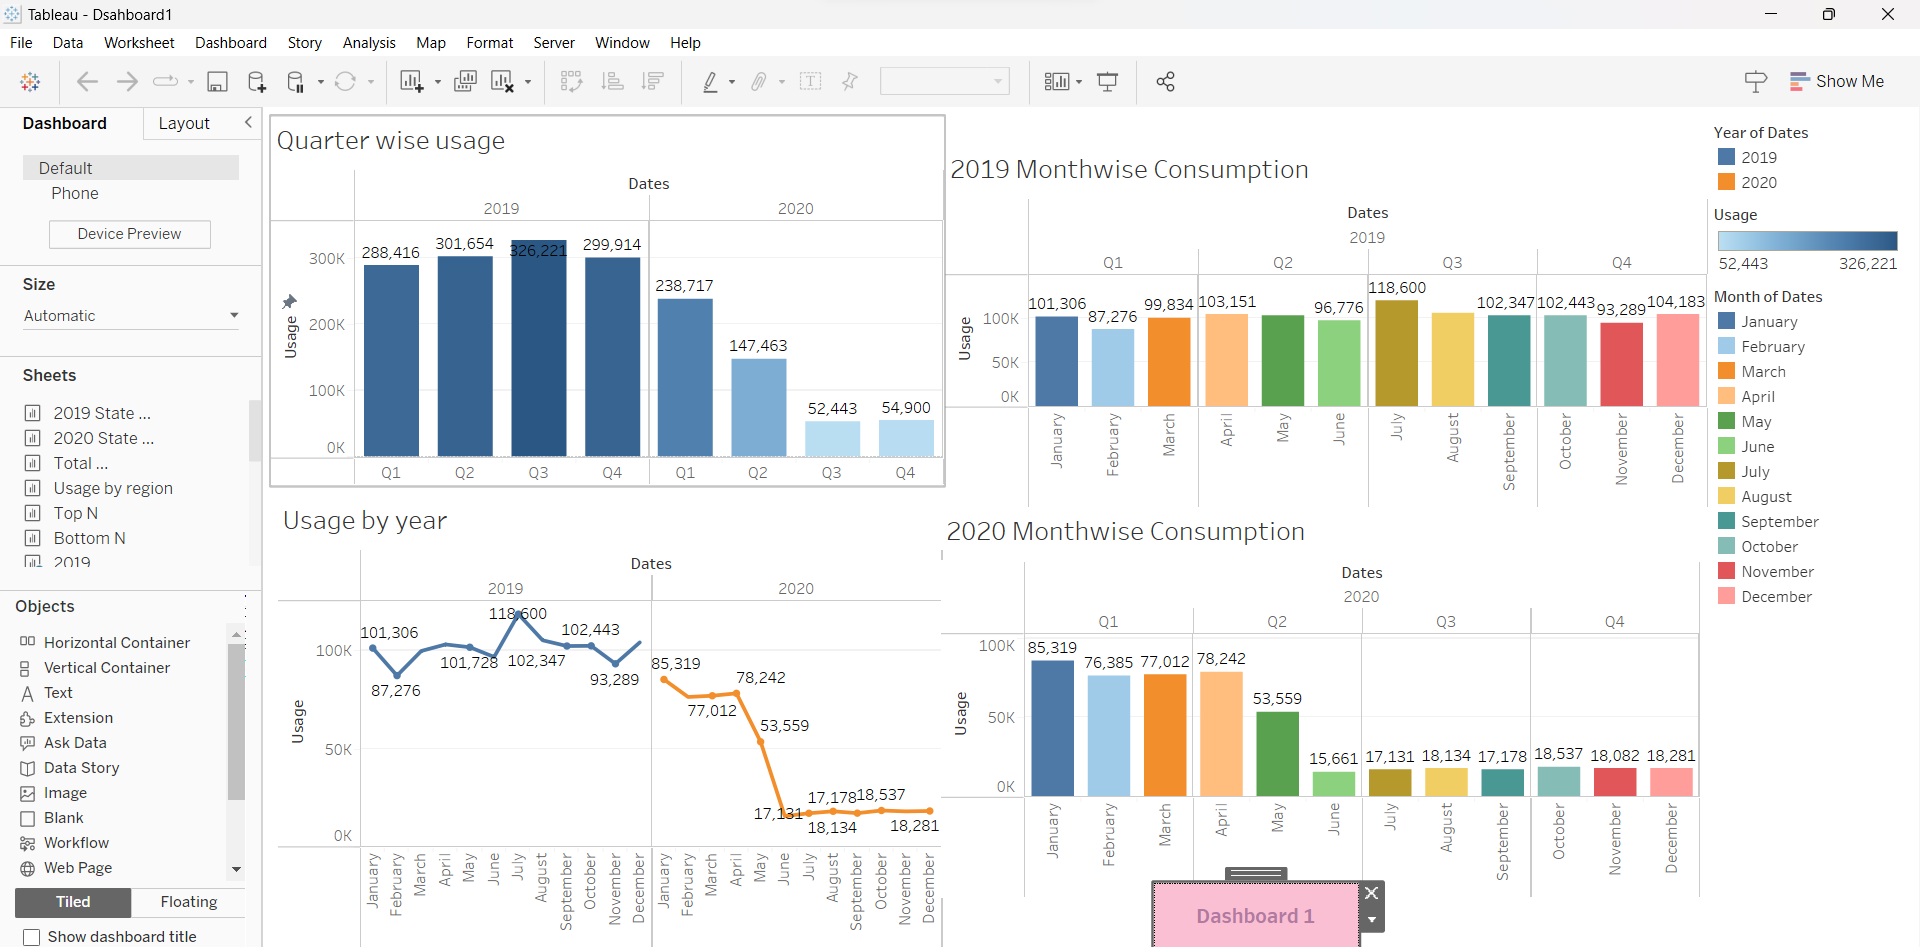 Tableau - Dsahboard1
File Data Worksheet Dashboard Story Analysis Map Format Server Window Help
Show Me
Dashboard Layout
Default
Phone
Device Preview
Size
Automatic
Sheets
2019 State ...
2020 State ...
Total ...
Usage by region
Top N
Bottom N
2019
Objects
Horizontal Container
Vertical Container
Text
Extension
Ask Data
Data Story
Image
Blank
Workflow
Web Page
Tiled Floating
Show dashboard title
Quarter wise usage
Dates
2019 2020
288,416 301,654 326,221 299,914 238,717 147,463 52,443 54,900
Usage
300K
200K
100K
0K
Q1 Q2 Q3 Q4 Q1 Q2 Q3 Q4
2019 Monthwise Consumption
Dates
2019
Q1 Q2 Q3 Q4
101,306 87,276 99,834 103,151 96,776 118,600 102,347 102,443 93,289 104,183
Usage
100K
50K
0K
January February March April May June July August September October November December
Usage by year
Dates
2019 2020
101,306 87,276 101,728 118,600 102,347 102,443 93,289 85,319 77,012 78,242 53,559 17,131 17,178 18,134 18,537 18,281
Usage
100K
50K
0K
January February March April May June July August September October November December January February March April May June July August September October November December
2020 Monthwise Consumption
Dates
2020
Q1 Q2 Q3 Q4
85,319 76,385 77,012 78,242 53,559 15,661 17,131 18,134 17,178 18,537 18,082 18,281
Usage
100K
50K
0K
January February March April May June July August September October November December
Dashboard 1
Year of Dates
2019
2020
Usage
52,443 326,221
Month of Dates
January
February
March
April
May
June
July
August
September
October
November
December